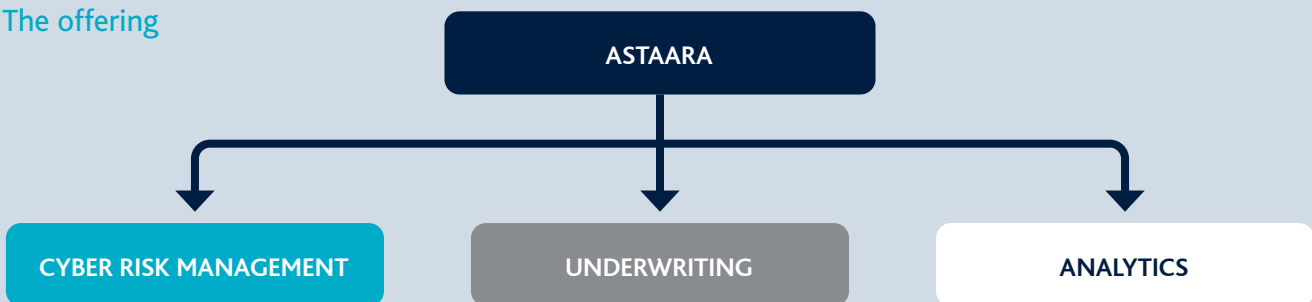 The offering
ASTAARA
CYBER RISK MANAGEMENT
UNDERWRITING
ANALYTICS